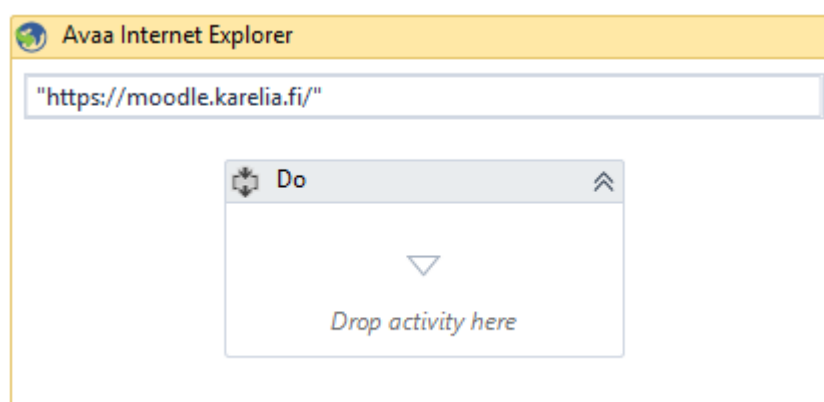 Avaa Internet Explorer
"https://moodle.karelia.fi/"
Do
Drop activity here